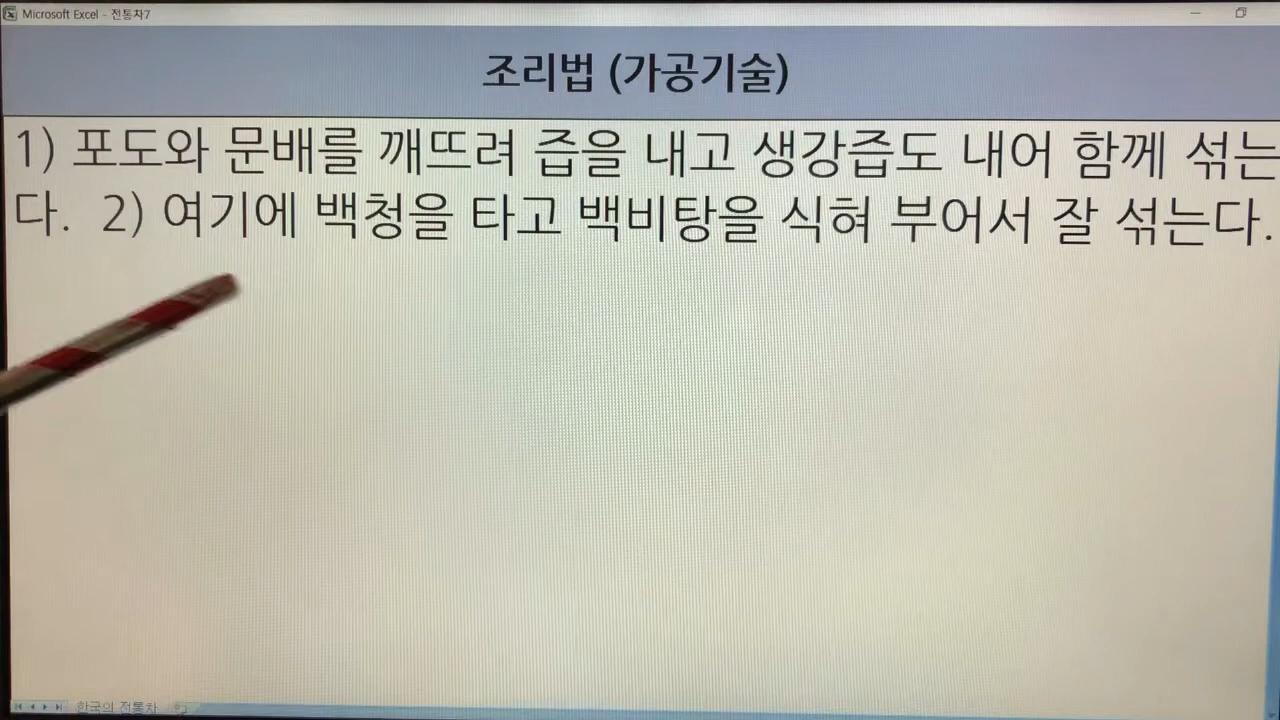 Microsoft Excel - 전통차7
조리법 (가공기술)
1) 포도와 문배를 깨뜨려 즙을 내고 생강즙도 내어 함께 섞는
다. 2) 여기에 백청을 타고 백비탕을 식혀 부어서 잘 섞는다.
한국의 전통차